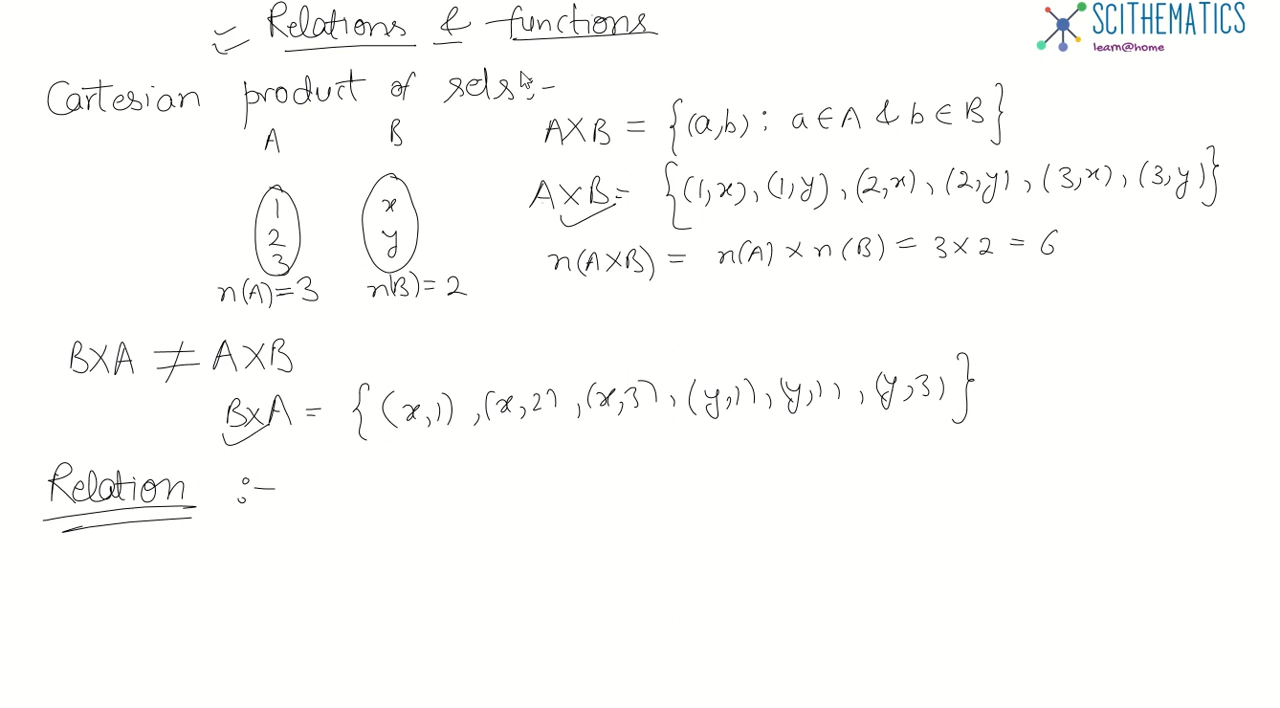 Relations & functions
SCITHEMATICS
learn@home
Cartesian product of sets:-
A B
A×B = {(a,b) : a∈A & b∈B}
1
2
3
x
y
A×B = {(1,x), (1,y), (2,x), (2,y), (3,x), (3,y)}
n(A×B) = n(A) × n(B) = 3×2 = 6
n(A)=3 n(B)=2
B×A ≠ A×B
B×A = {(x,1), (x,2), (x,3), (y,1), (y,1), (y,3)}
Relation :-